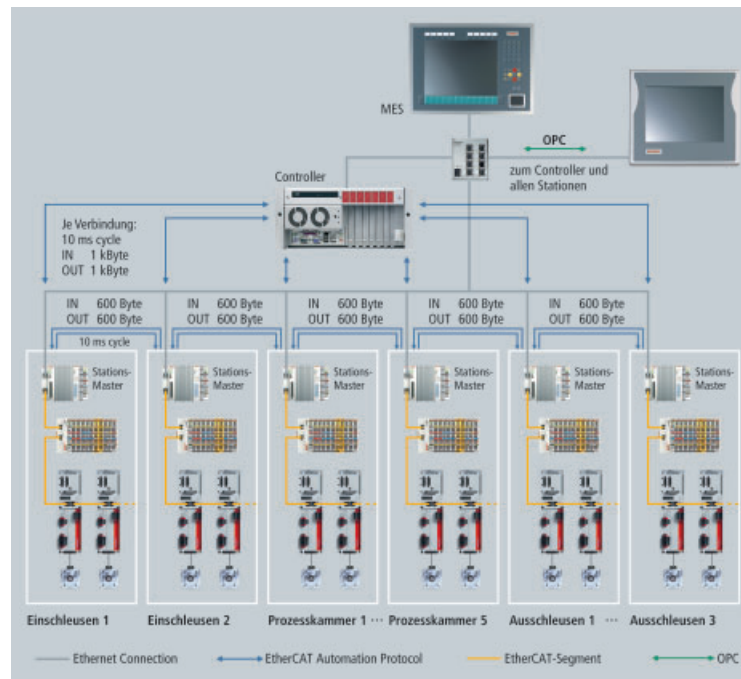 MES
OPC
zum Controller und
allen Stationen
Controller
Je Verbindung:
10 ms cycle
IN 1 kByte
OUT 1 kByte
IN 600 Byte
OUT 600 Byte
IN 600 Byte
OUT 600 Byte
IN 600 Byte
OUT 600 Byte
IN 600 Byte
OUT 600 Byte
IN 600 Byte
OUT 600 Byte
10 ms cycle
Stations-
Master
Stations-
Master
Stations-
Master
Stations-
Master
Stations-
Master
Stations-
Master
Einschleusen 1
Einschleusen 2
Prozesskammer 1 ··· Prozesskammer 5
Ausschleusen 1 ··· Ausschleusen 3
Ethernet Connection
EtherCAT Automation Protocol
EtherCAT-Segment
OPC